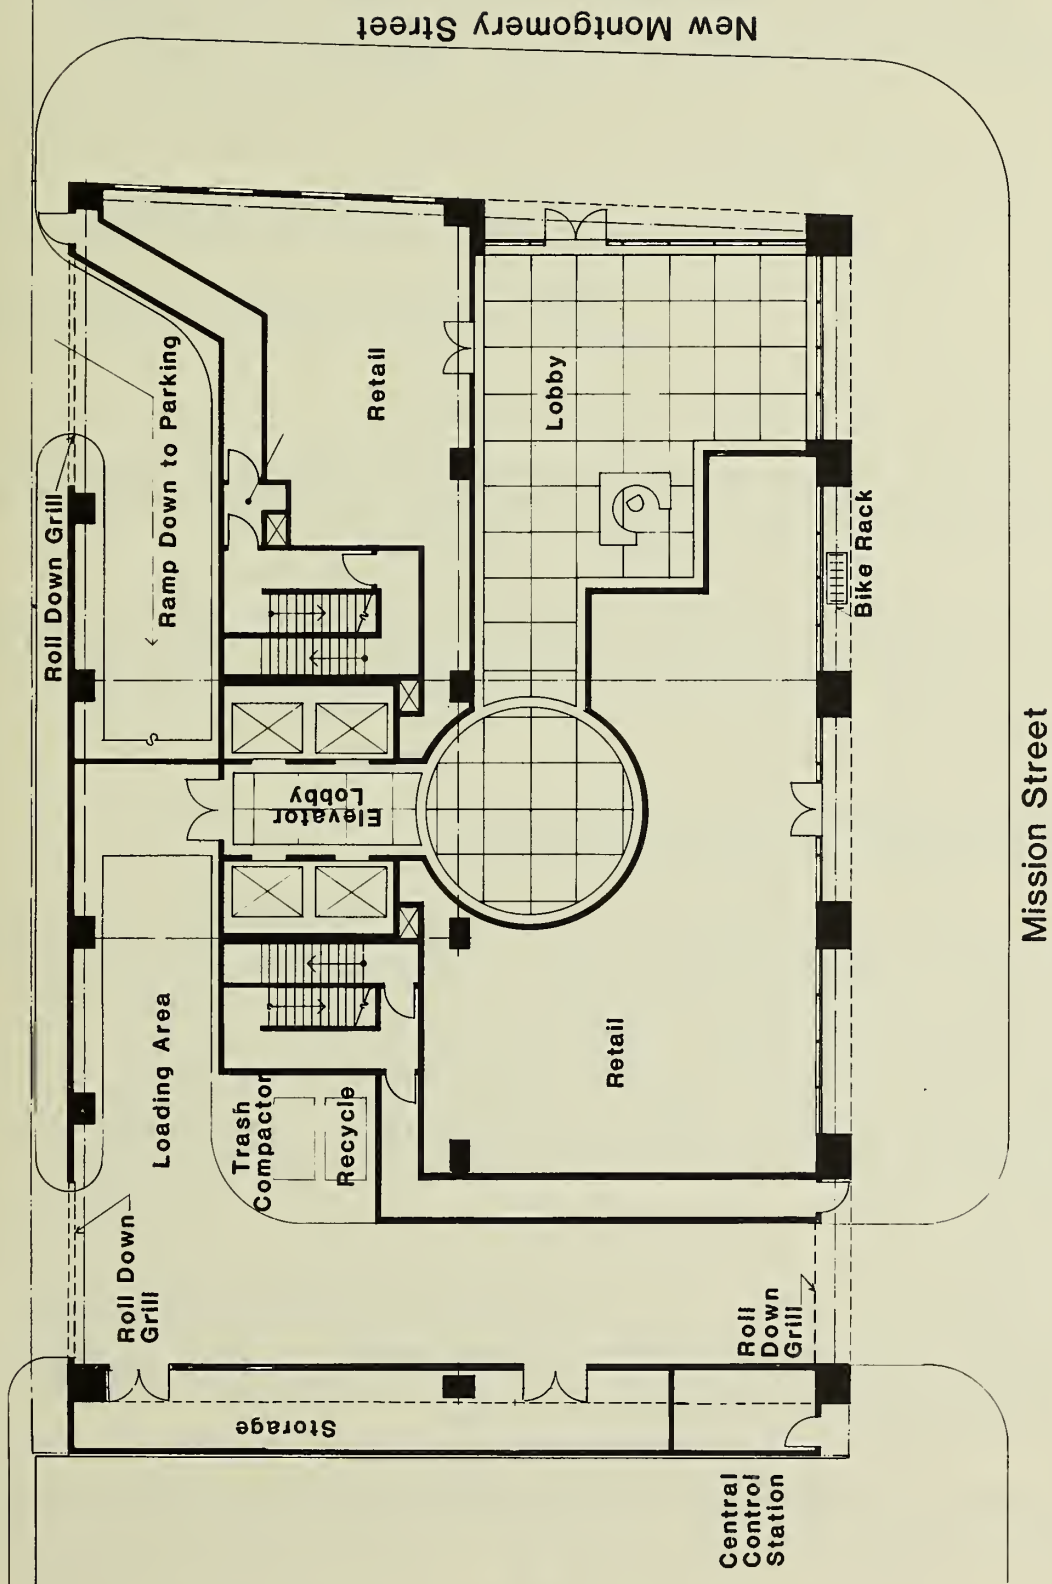 New Montgomery Street
Roll Down Grill
Ramp Down to Parking
Retail
Lobby
Bike Rack
Elevator
Lobby
Loading Area
Trash
Compactor
Recycle
Retail
Roll Down
Grill
Roll
Down
Grill
Storage
Central
Control
Station
Mission Street